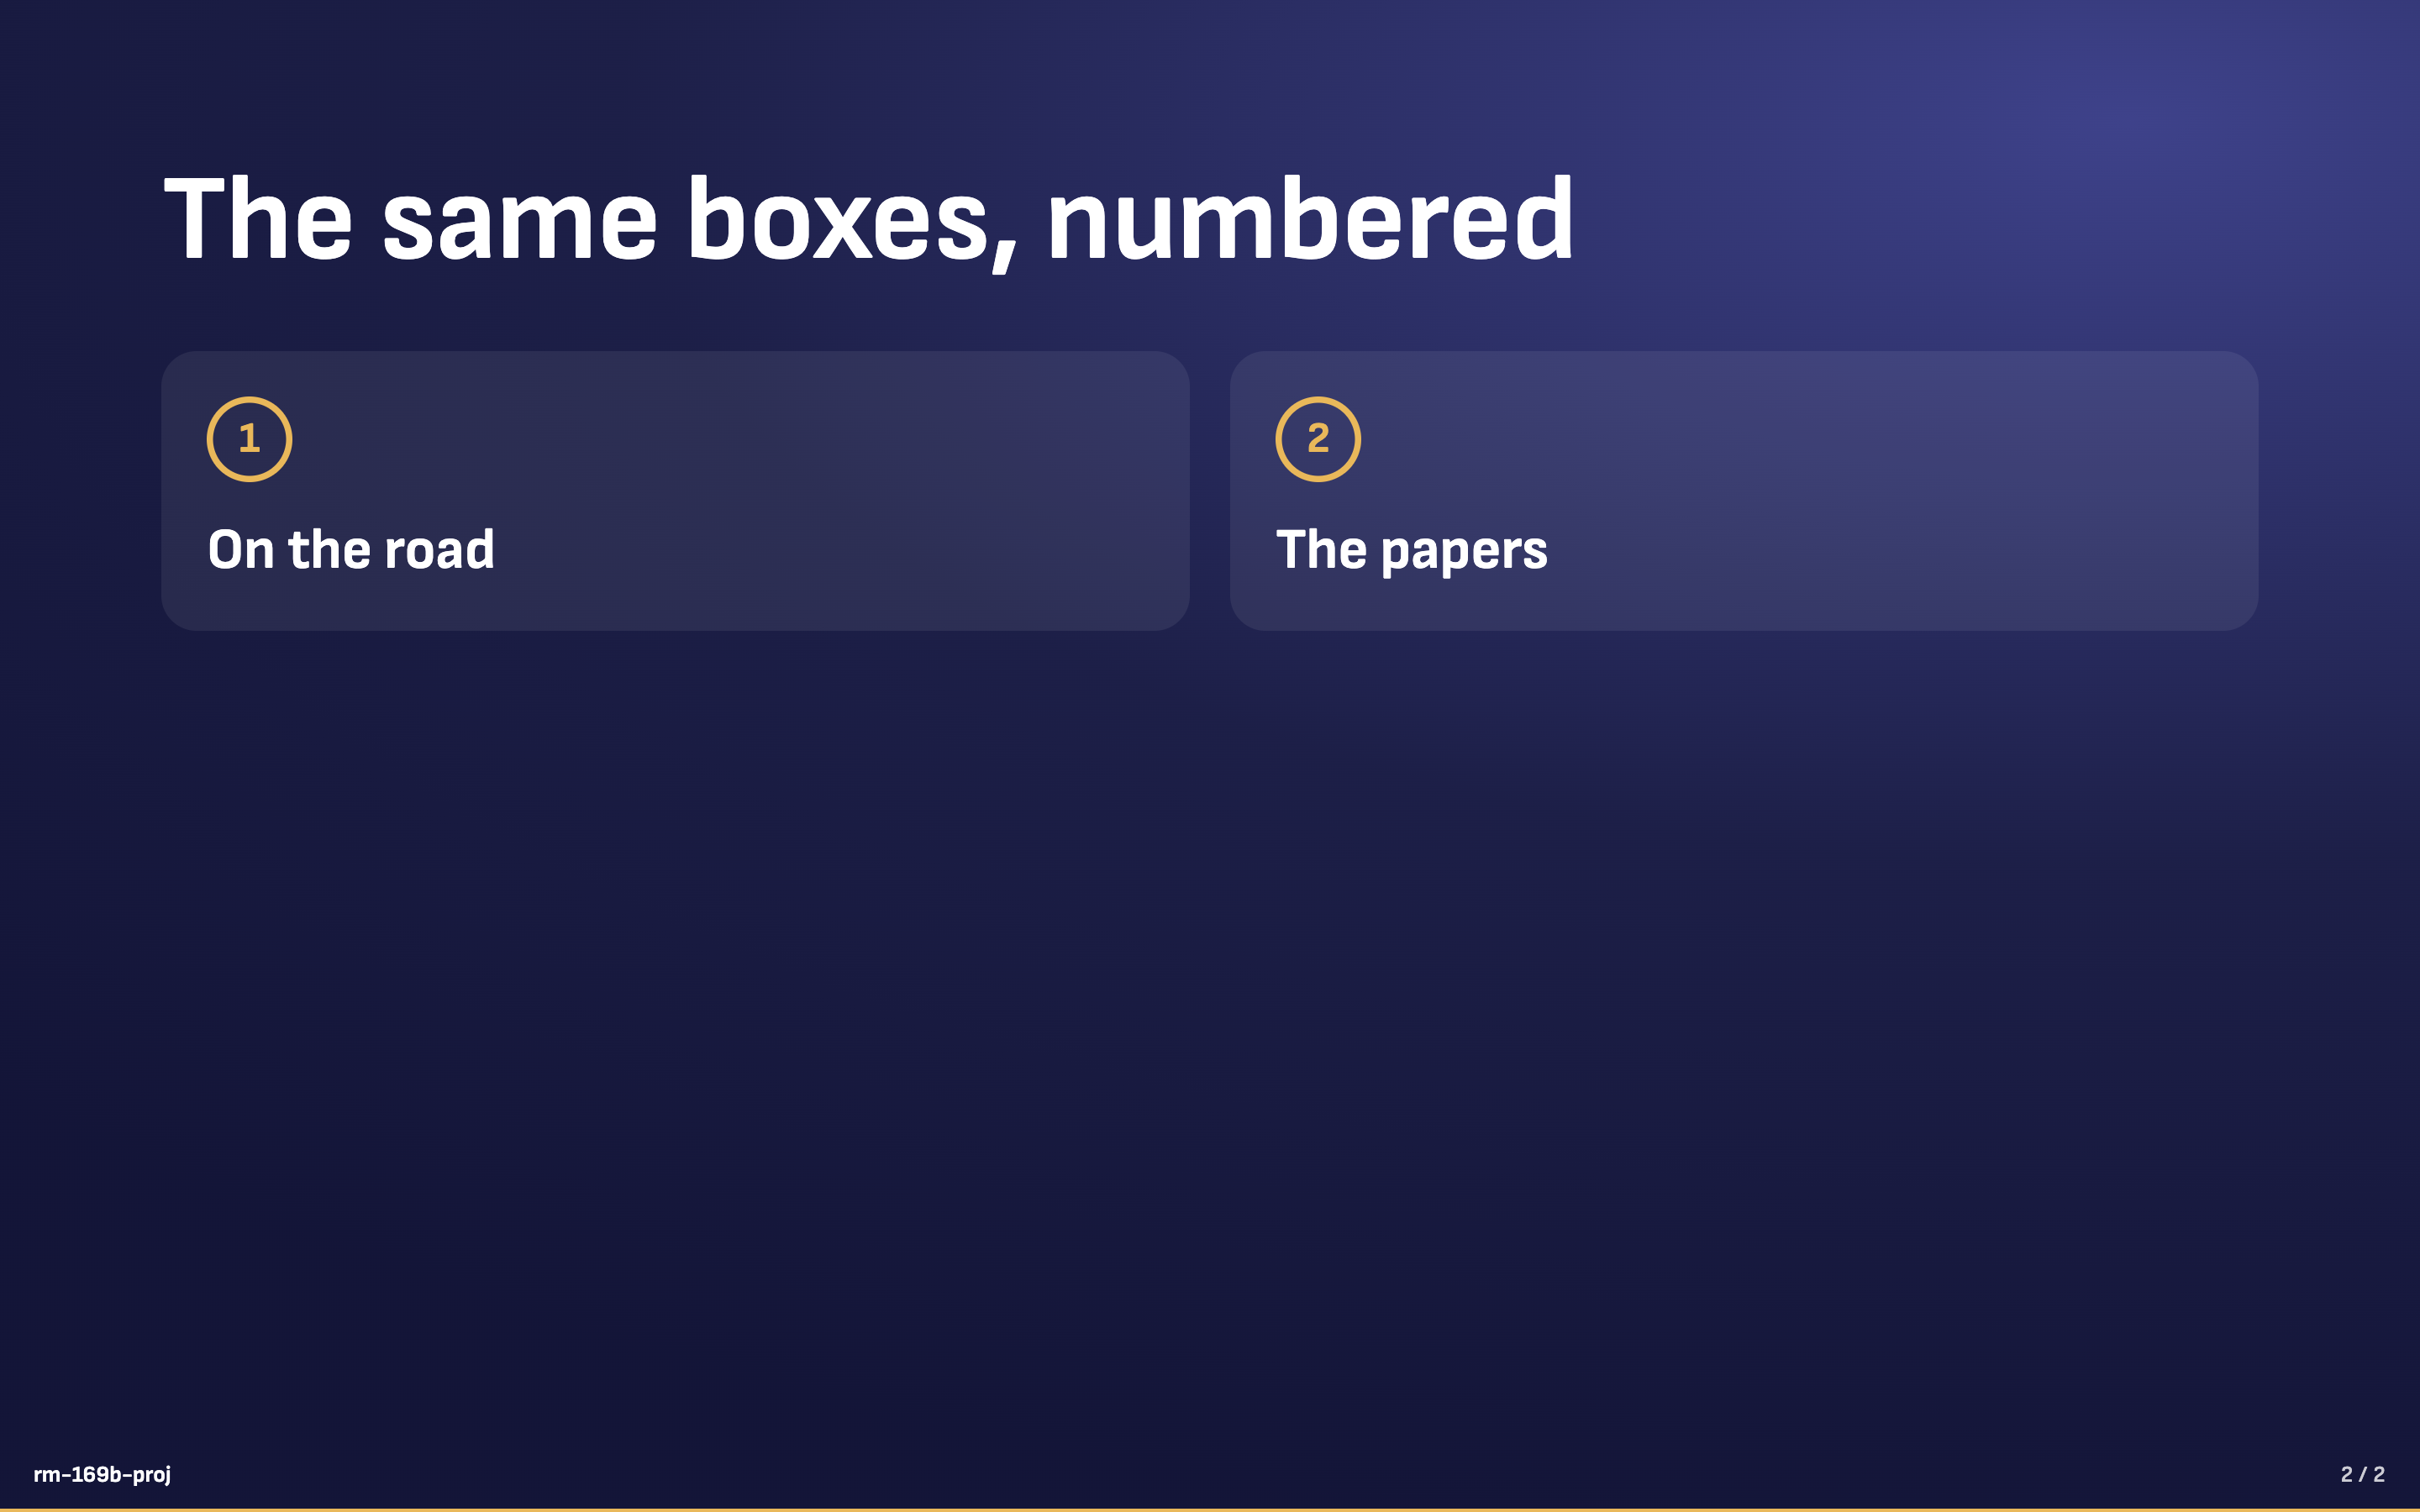 The same boxes, numbered
1
On the road
2
The papers
rm-169b-proj
2 / 2